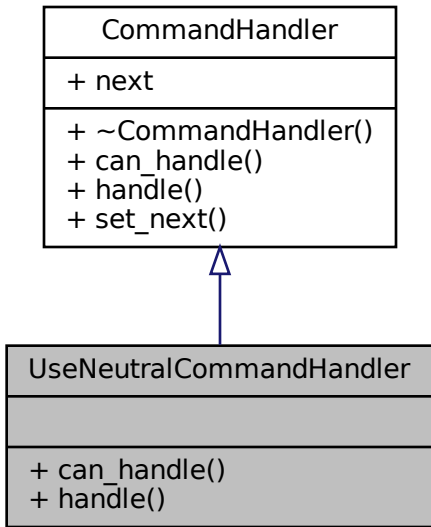 CommandHandler
+ next
+ ~CommandHandler()
+ can_handle()
+ handle()
+ set_next()
UseNeutralCommandHandler
+ can_handle()
+ handle()